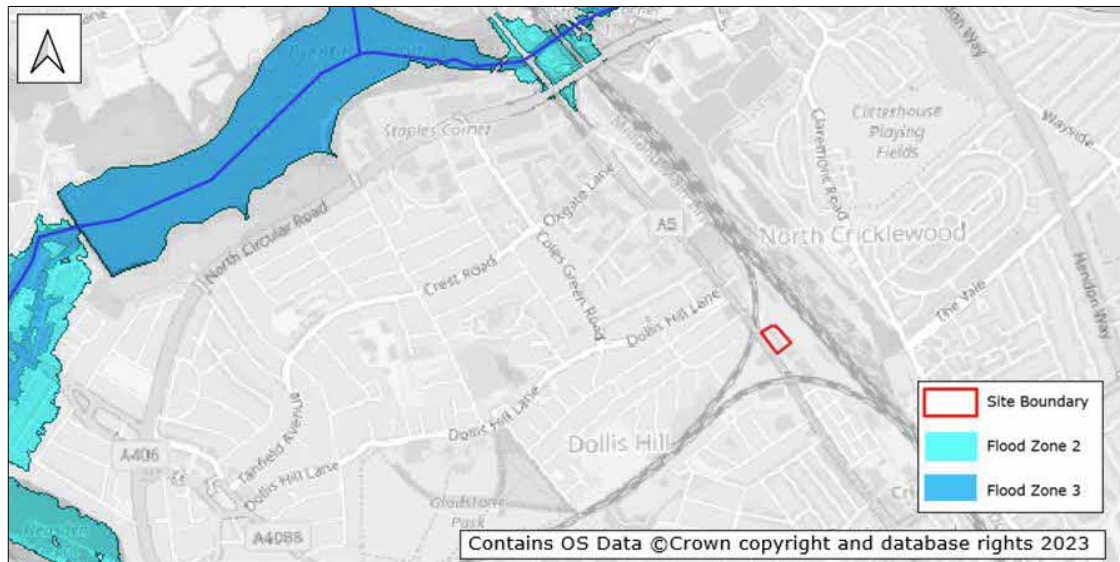 Staples Corner
North Circular Road
Oxgate Lane
Coles Green Road
Crest Road
Dollis Hill Lane
Dollis Hill Lane
Dollis Hill Lane
Tanfield Avenue
A406
A4088
Gladstone
Park
Dollis Hill
A5
Claremont Road
Clitterhouse
Playing
Fields
North Cricklewood
Hendon Way
Wayside
The Vale
Hendon Way
Site Boundary
Flood Zone 2
Flood Zone 3
Contains OS Data ©Crown copyright and database rights 2023